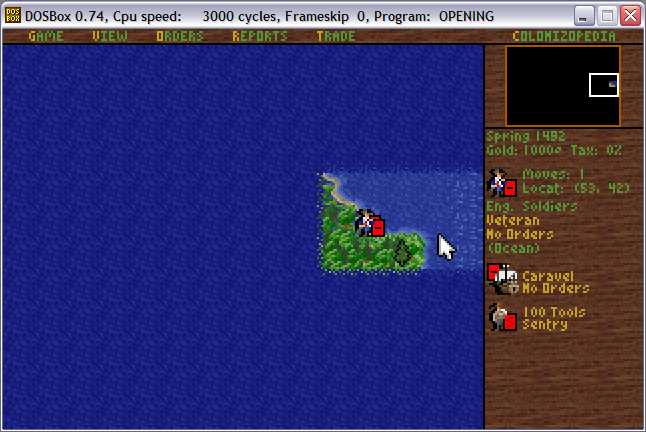 DOSBox 0.74, Cpu speed: 3000 cycles, Frameskip 0, Program: OPENING
GAME VIEW ORDERS REPORTS TRADE COLONIZOPEDIA
Spring 1492
Gold: 1000¢ Tax: 0%
Moves: 1
Locat: (53, 42)
Eng. Soldiers
Veteran
No Orders
(Ocean)
Caravel
No Orders
100 Tools
Sentry